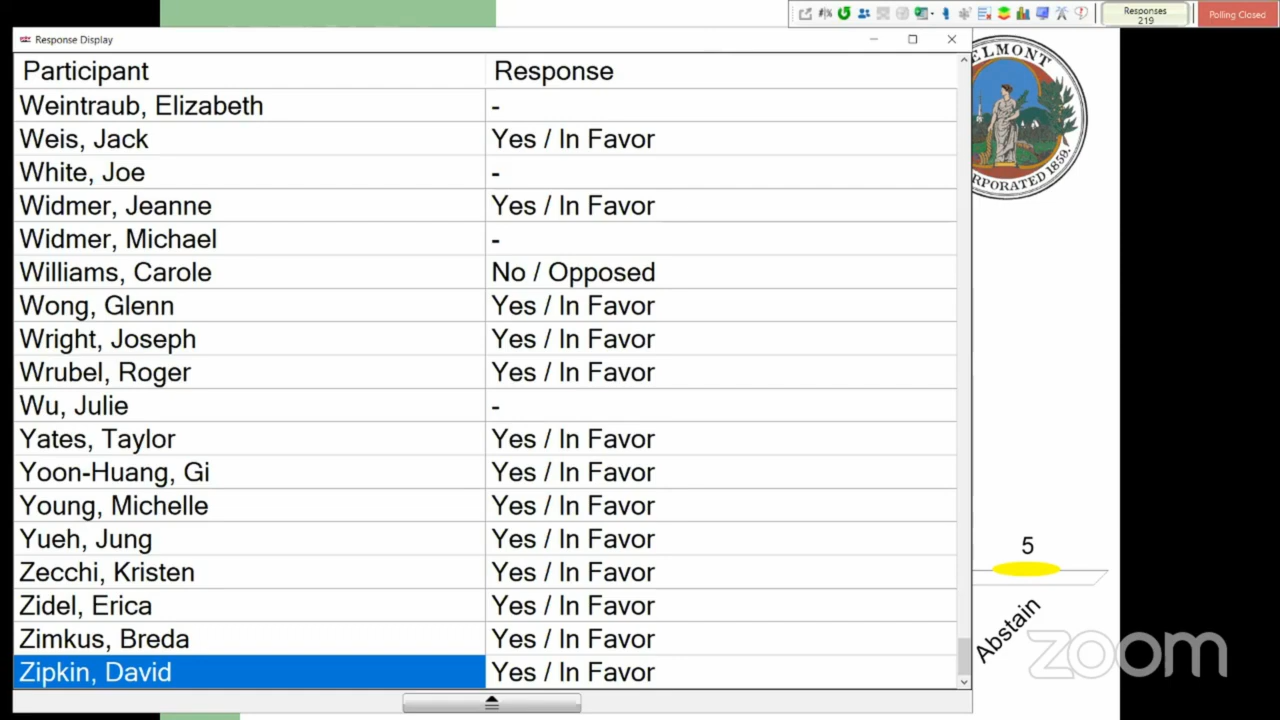 Responses
219
Polling Closed
Response Display
Participant Response
Weintraub, Elizabeth -
Weis, Jack Yes / In Favor
White, Joe -
Widmer, Jeanne Yes / In Favor
Widmer, Michael -
Williams, Carole No / Opposed
Wong, Glenn Yes / In Favor
Wright, Joseph Yes / In Favor
Wrubel, Roger Yes / In Favor
Wu, Julie -
Yates, Taylor Yes / In Favor
Yoon-Huang, Gi Yes / In Favor
Young, Michelle Yes / In Favor
Yueh, Jung Yes / In Favor
Zecchi, Kristen Yes / In Favor
Zidel, Erica Yes / In Favor
Zimkus, Breda Yes / In Favor
Zipkin, David Yes / In Favor
ELMONT
RPORATED 1859.
5
Abstain
zoom